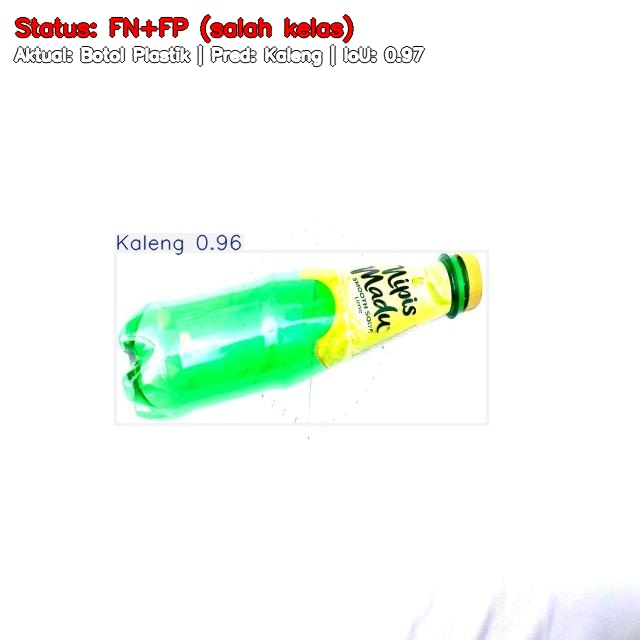 Status: FN+FP (salah kelas)
Aktual: Botol Plastik | Pred: Kaleng | IoU: 0.97
Kaleng 0.96
Nipis
Madu
SMOOTH SODA
Lime